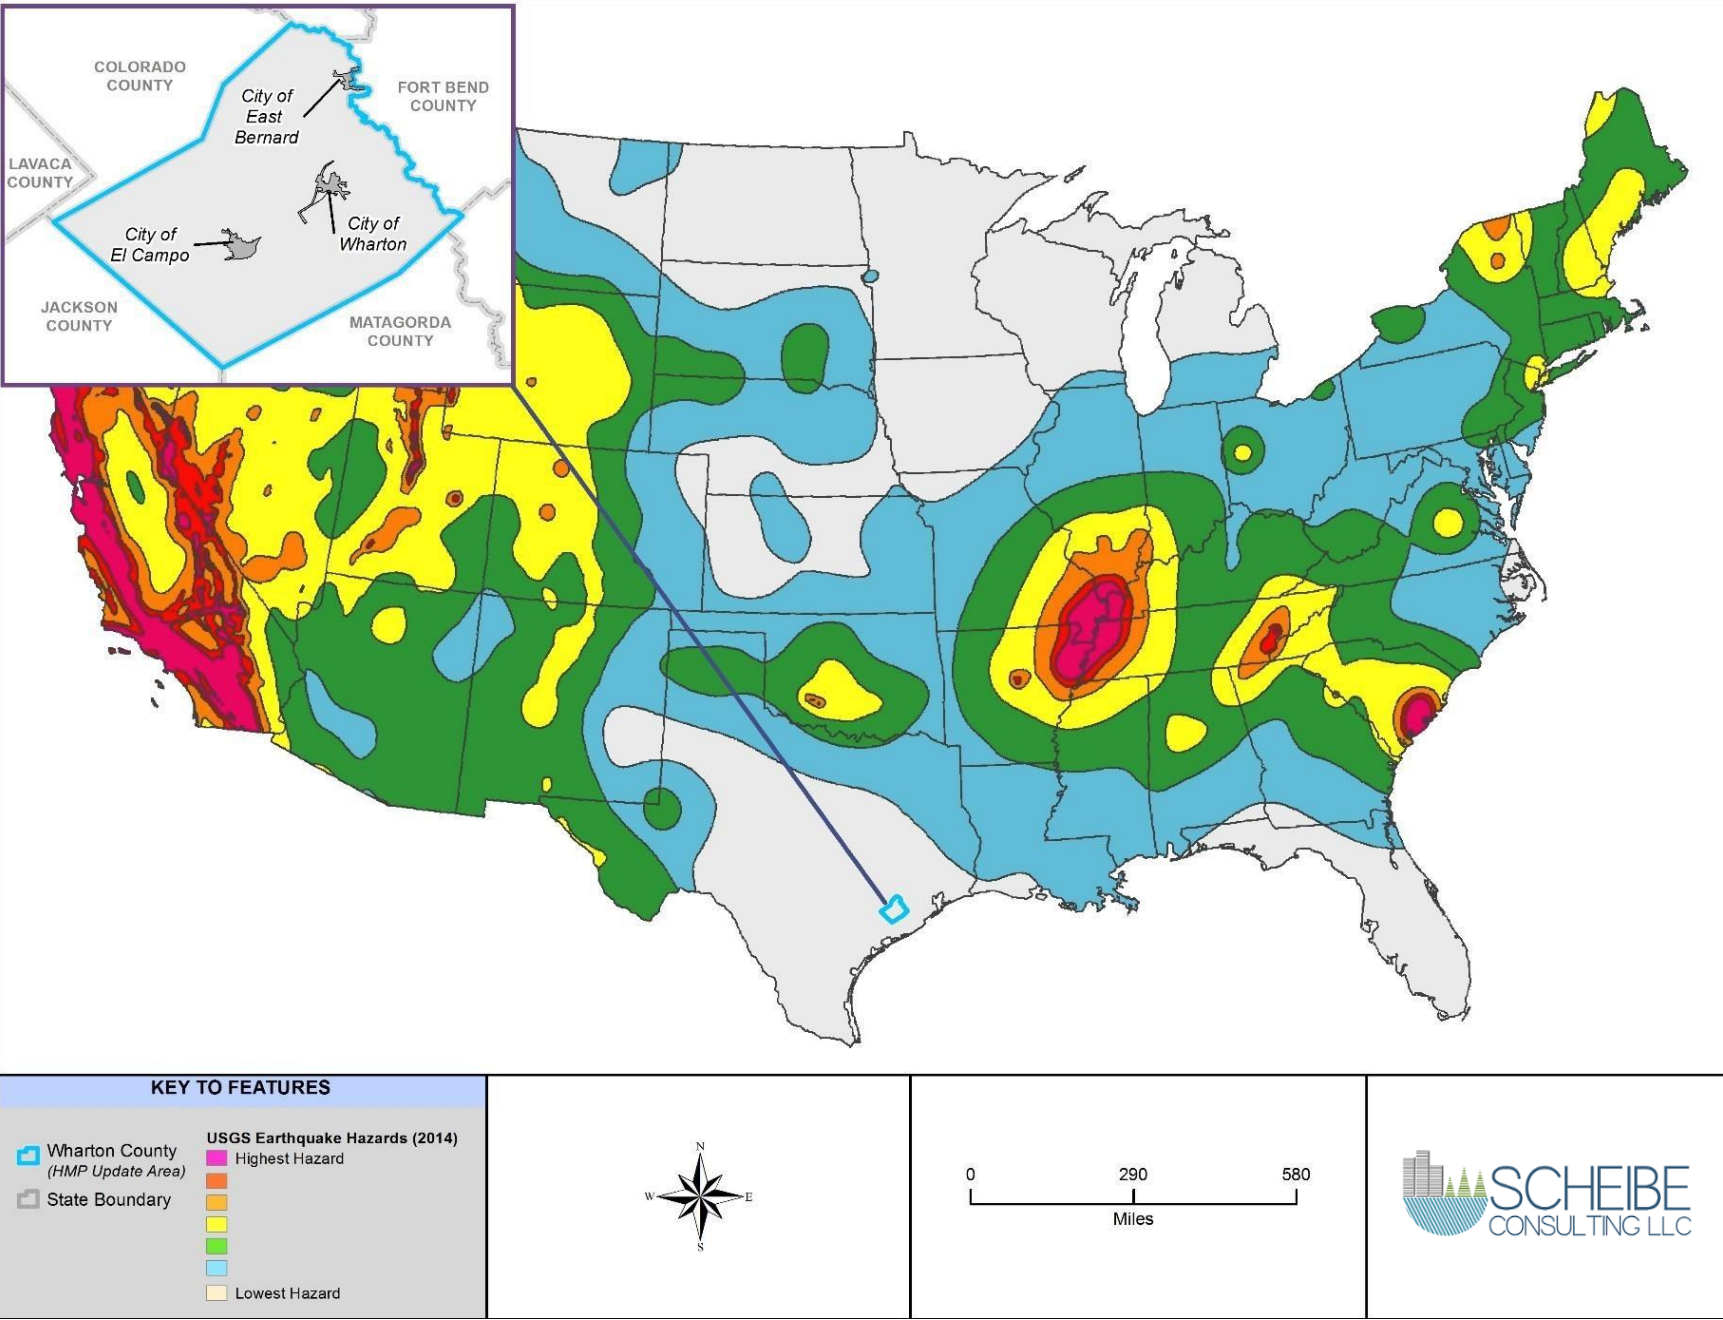 COLORADO
COUNTY
FORT BEND
COUNTY
City of
East
Bernard
LAVACA
COUNTY
City of
Wharton
City of
El Campo
JACKSON
COUNTY
MATAGORDA
COUNTY
KEY TO FEATURES
Wharton County
(HMP Update Area)
State Boundary
USGS Earthquake Hazards (2014)
Highest Hazard
Lowest Hazard
N
W
E
S
0 290 580
Miles
SCHEIBE
CONSULTING LLC